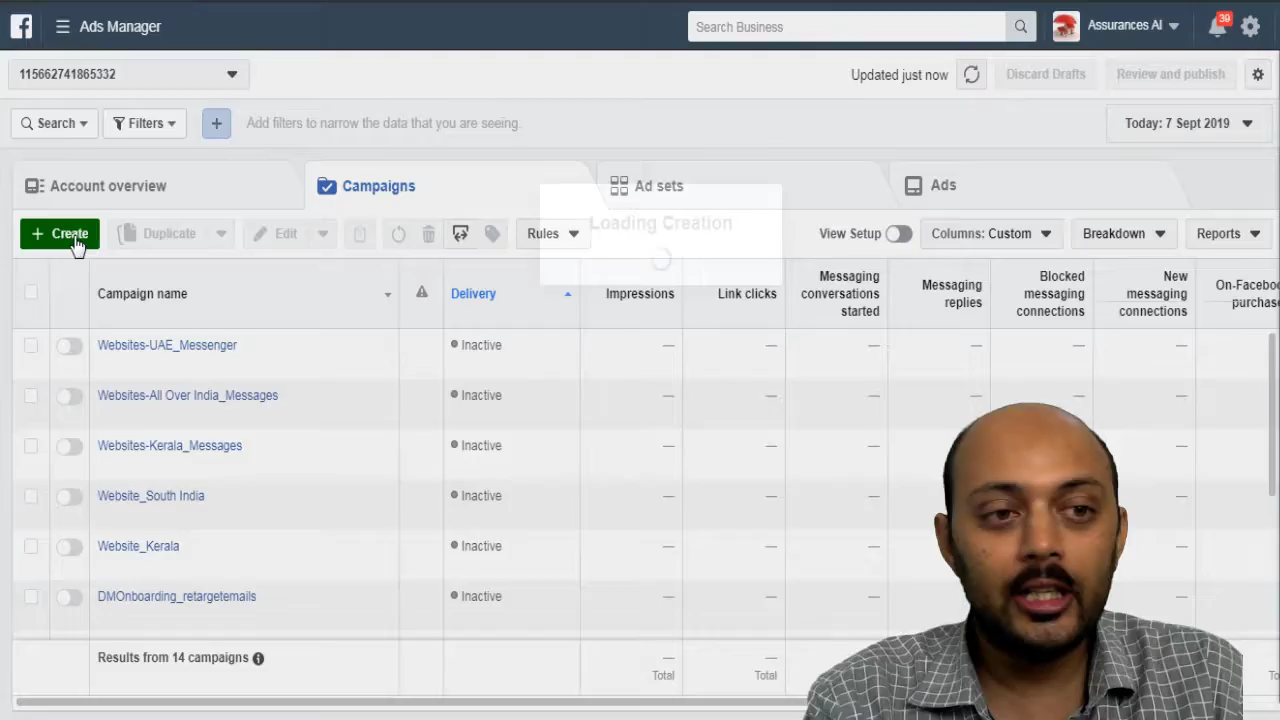 Ads Manager
Search Business
Assurances AI
39
115662741865332
Updated just now
Discard Drafts
Review and publish
Search
Filters
Add filters to narrow the data that you are seeing.
Today: 7 Sept 2019
Account overview
Campaigns
Ad sets
Ads
+ Create
Duplicate
Edit
Rules
Loading Creation
View Setup
Columns: Custom
Breakdown
Reports
Campaign name
Delivery
Impressions
Link clicks
Messaging
conversations
started
Messaging
replies
Blocked
messaging
connections
New
messaging
connections
On-Facebo
purchas
Websites-UAE_Messenger
Inactive
Websites-All Over India_Messages
Inactive
Websites-Kerala_Messages
Inactive
Website_South India
Inactive
Website_Kerala
Inactive
DMOnboarding_retargetemails
Inactive
Results from 14 campaigns
Total
Total
To